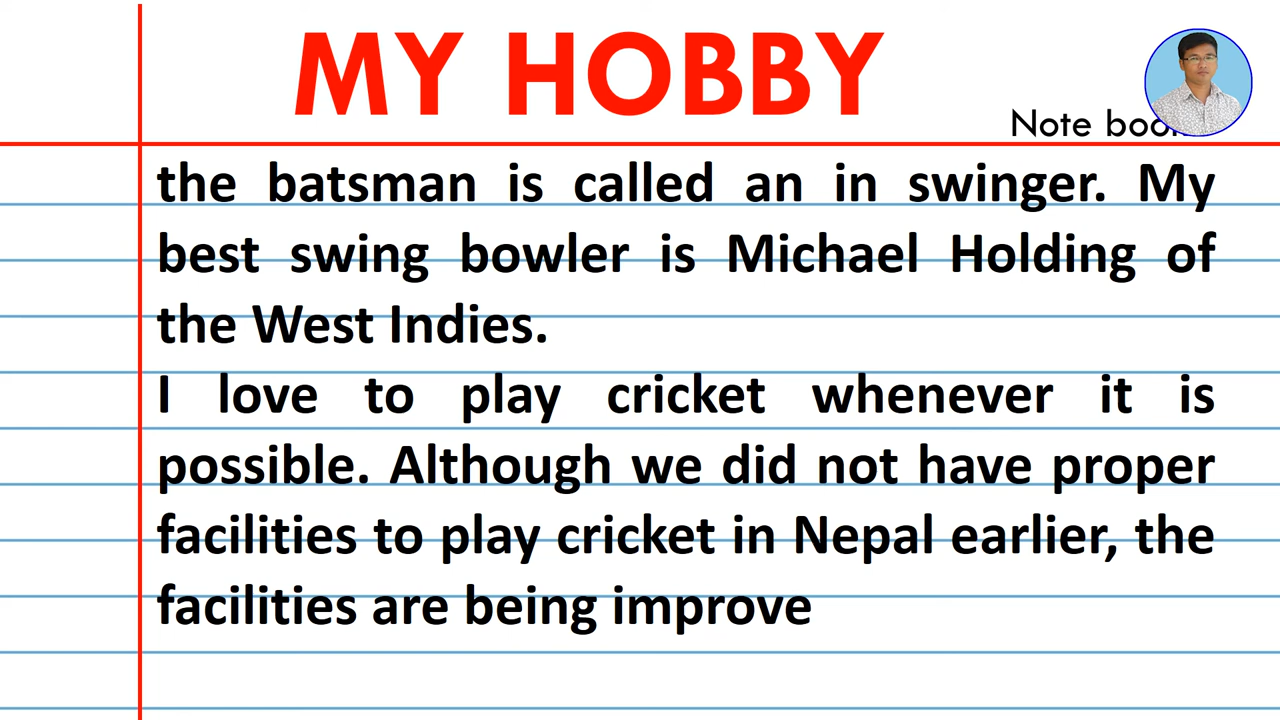 MY HOBBY
Note book
the batsman is called an in swinger. My
best swing bowler is Michael Holding of
the West Indies.
I love to play cricket whenever it is
possible. Although we did not have proper
facilities to play cricket in Nepal earlier, the
facilities are being improve